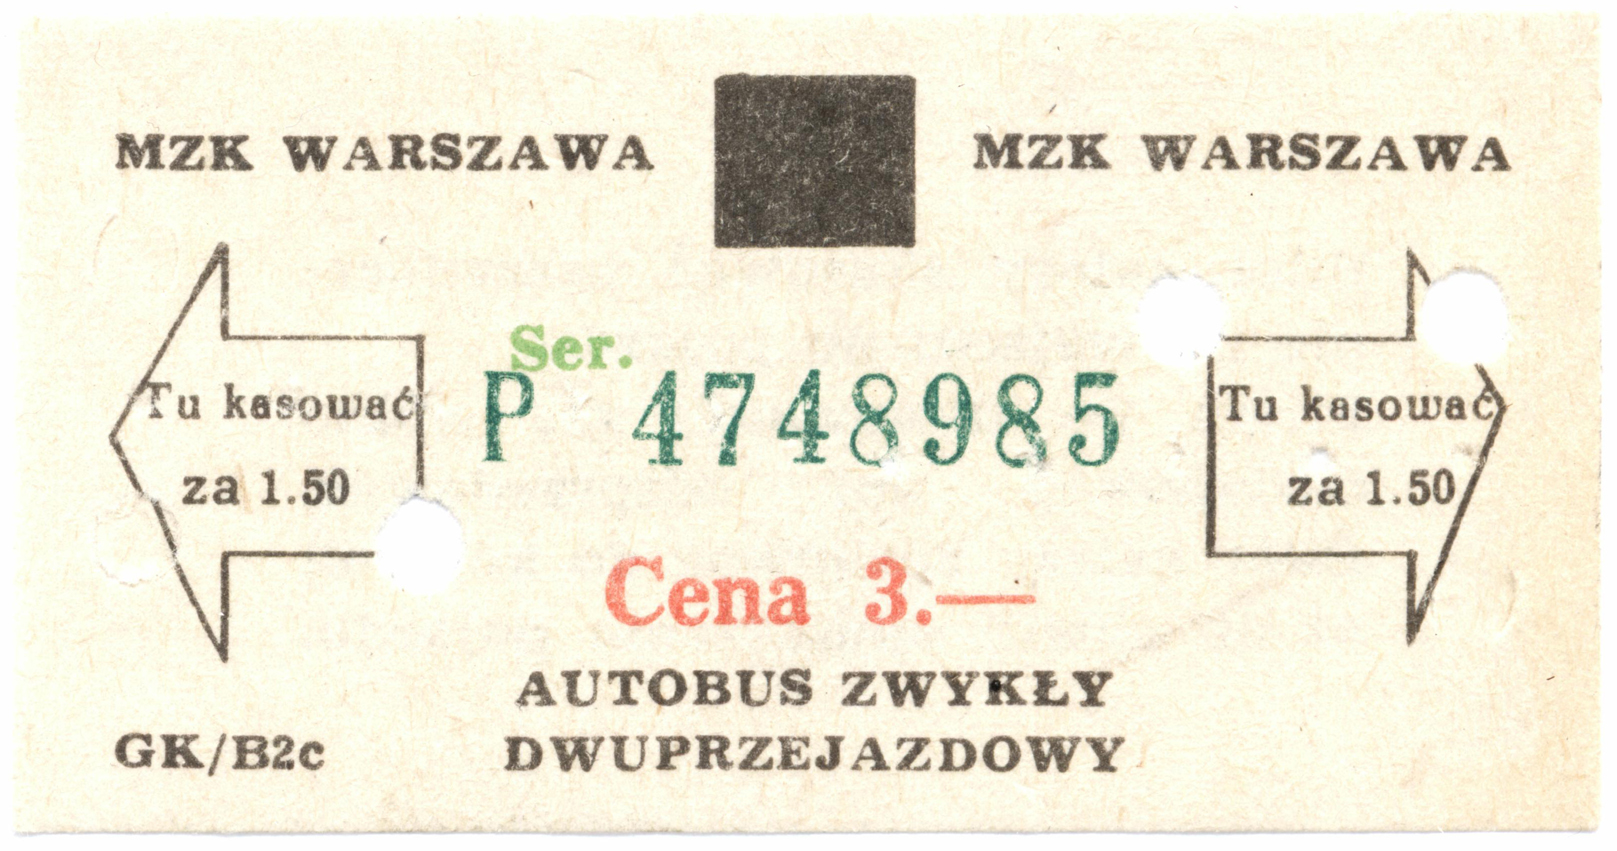 MZK WARSZAWA MZK WARSZAWA
Ser.
P 4748985
Tu kasować
za 1.50
Tu kasować
za 1.50
Cena 3.—
AUTOBUS ZWYKŁY
DWUPRZEJAZDOWY
GK/B2c